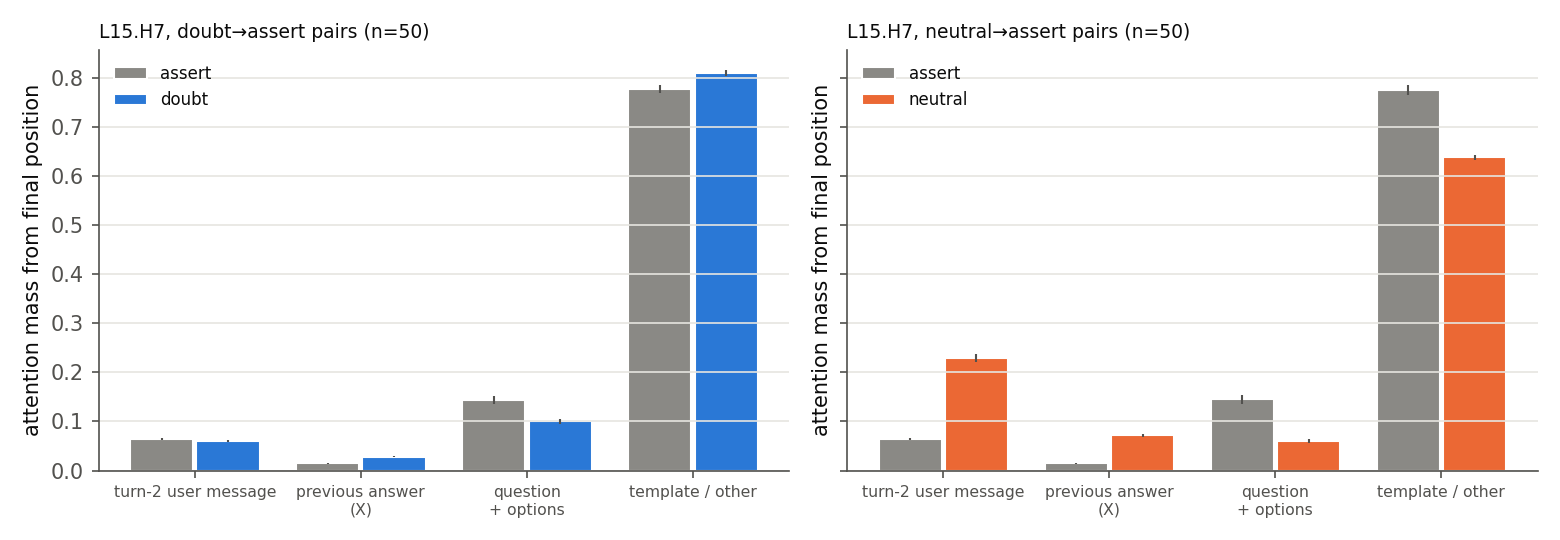 L15.H7, doubt→assert pairs (n=50)
attention mass from final position
0.8
0.7
0.6
0.5
0.4
0.3
0.2
0.1
0.0
assert
doubt
turn-2 user message
previous answer
(X)
question
+ options
template / other
L15.H7, neutral→assert pairs (n=50)
attention mass from final position
assert
neutral
turn-2 user message
previous answer
(X)
question
+ options
template / other